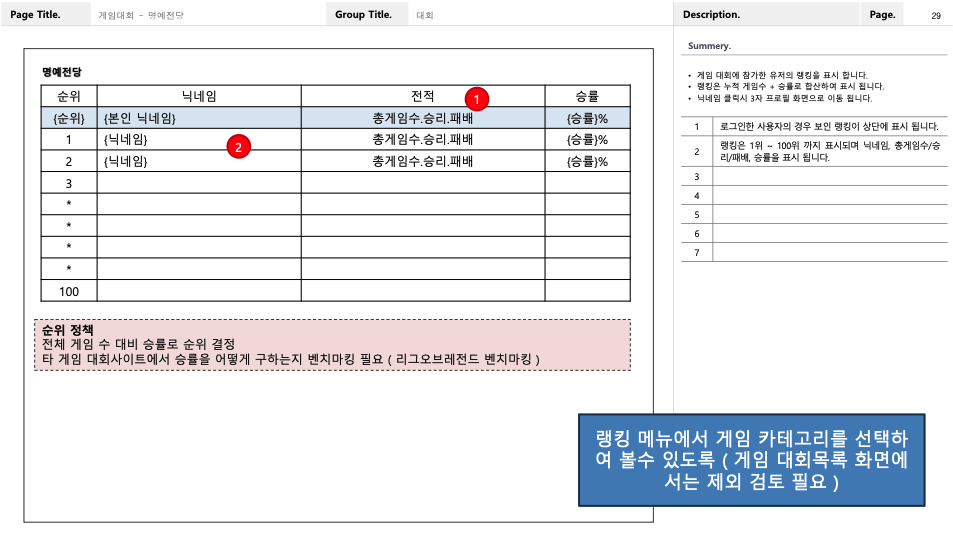 Page Title.
게임대회 – 명예전당
Group Title.
대회
Description.
Page.
29
명예전당
순위 닉네임 전적 승률
1
{순위} {본인 닉네임} 총게임수.승리.패배 {승률}%
1 {닉네임} 총게임수.승리.패배 {승률}%
2
2 {닉네임} 총게임수.승리.패배 {승률}%
3
*
*
*
*
100
순위 정책
전체 게임 수 대비 승률로 순위 결정
타 게임 대회사이트에서 승률을 어떻게 구하는지 벤치마킹 필요 ( 리그오브레전드 벤치마킹 )
Summery.
• 게임 대회에 참가한 유저의 랭킹을 표시 합니다.
• 랭킹은 누적 게임수 + 승률로 합산하여 표시 됩니다.
• 닉네임 클릭시 3자 프로필 화면으로 이동 됩니다.
1 로그인한 사용자의 경우 보인 랭킹이 상단에 표시 됩니다.
2 랭킹은 1위 ~ 100위 까지 표시되며 닉네임, 총게임수/승
리/패배, 승률을 표시 됩니다.
3
4
5
6
7
랭킹 메뉴에서 게임 카테고리를 선택하
여 볼수 있도록 ( 게임 대회목록 화면에
서는 제외 검토 필요 )